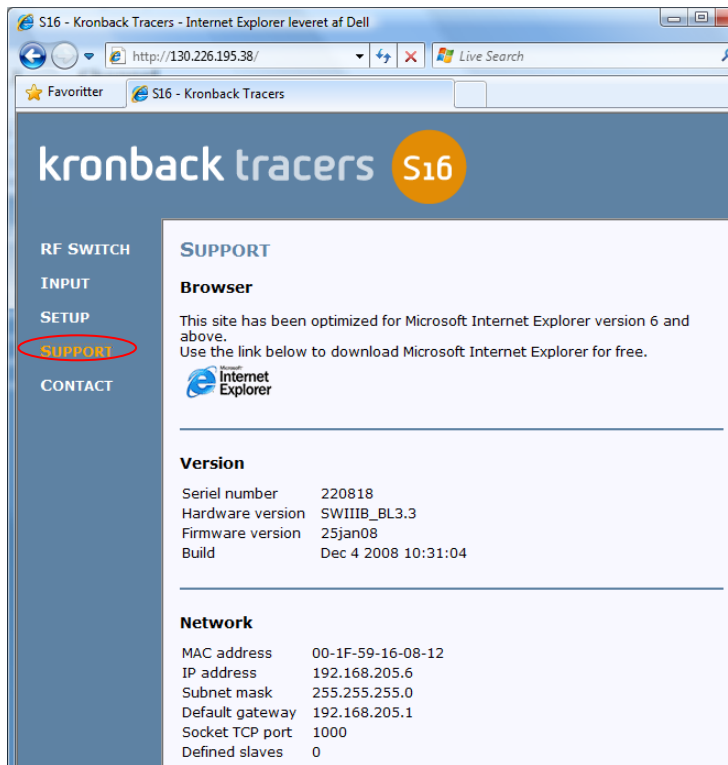 S16 - Kronback Tracers - Internet Explorer leveret af Dell
http://130.226.195.38/
Live Search
Favoritter
S16 - Kronback Tracers
kronback tracers S16
RF SWITCH
INPUT
SETUP
SUPPORT
CONTACT
SUPPORT
Browser
This site has been optimized for Microsoft Internet Explorer version 6 and
above.
Use the link below to download Microsoft Internet Explorer for free.
Microsoft
Internet
Explorer
Version
Seriel number 220818
Hardware version SWIIIB_BL3.3
Firmware version 25jan08
Build Dec 4 2008 10:31:04
Network
MAC address 00-1F-59-16-08-12
IP address 192.168.205.6
Subnet mask 255.255.255.0
Default gateway 192.168.205.1
Socket TCP port 1000
Defined slaves 0